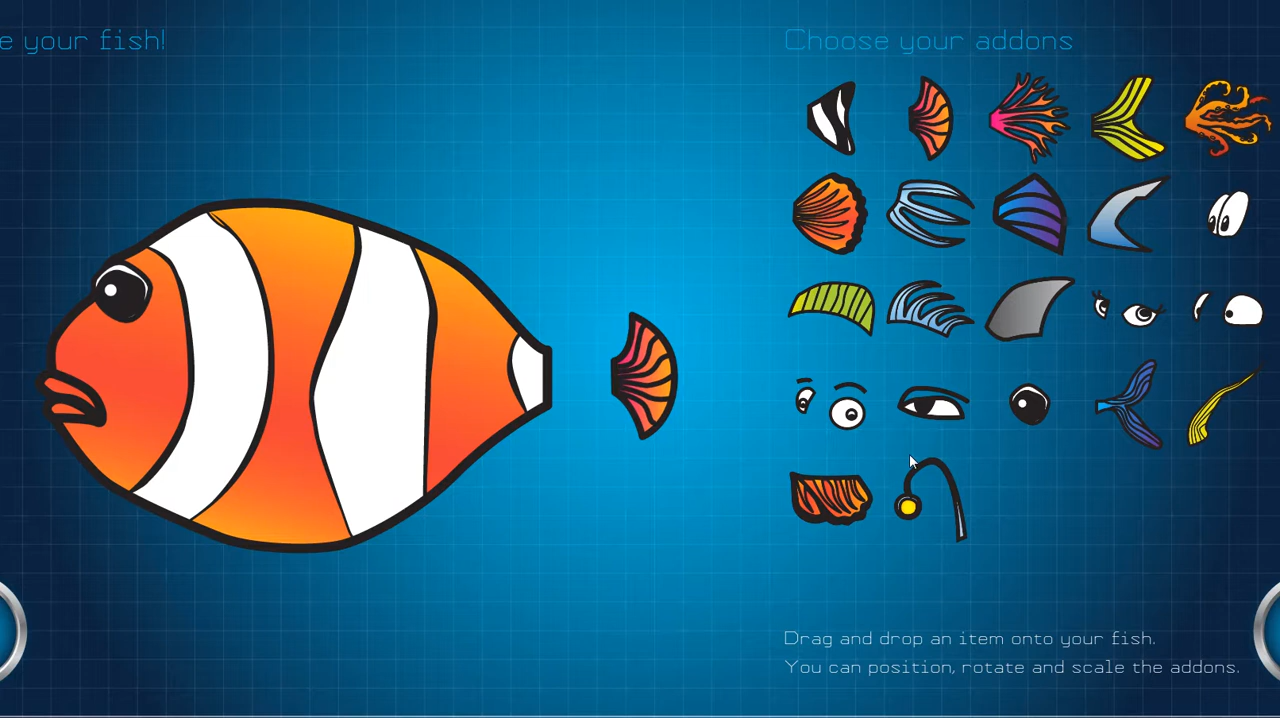 e your fish!
Choose your addons
Drag and drop an item onto your fish.
You can position, rotate and scale the addons.